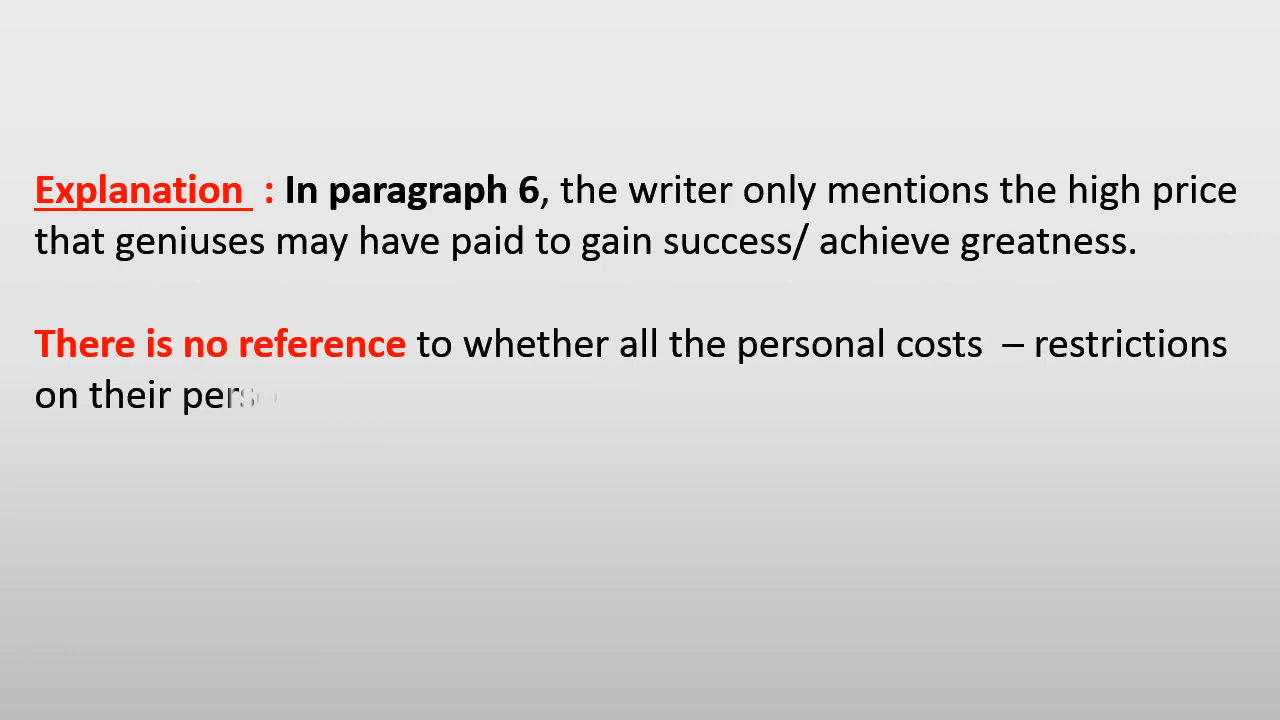 Explanation : In paragraph 6, the writer only mentions the high price
that geniuses may have paid to gain success/ achieve greatness.
There is no reference to whether all the personal costs – restrictions
on their